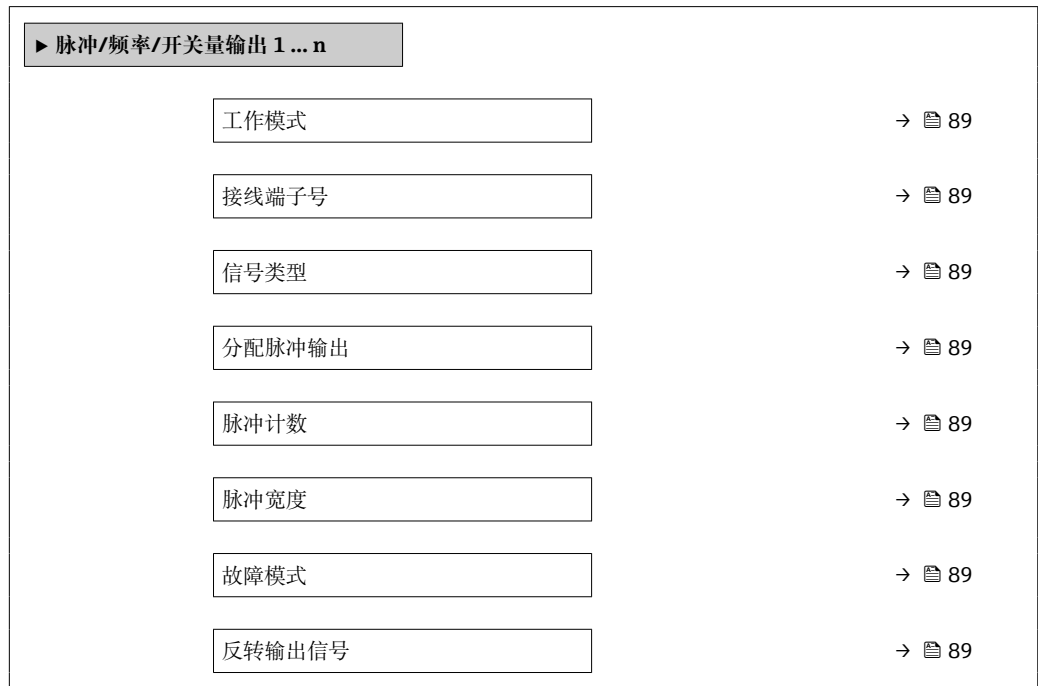 ▶ 脉冲/频率/开关量输出 1 ... n
工作模式 → 🖺 89
接线端子号 → 🖺 89
信号类型 → 🖺 89
分配脉冲输出 → 🖺 89
脉冲计数 → 🖺 89
脉冲宽度 → 🖺 89
故障模式 → 🖺 89
反转输出信号 → 🖺 89